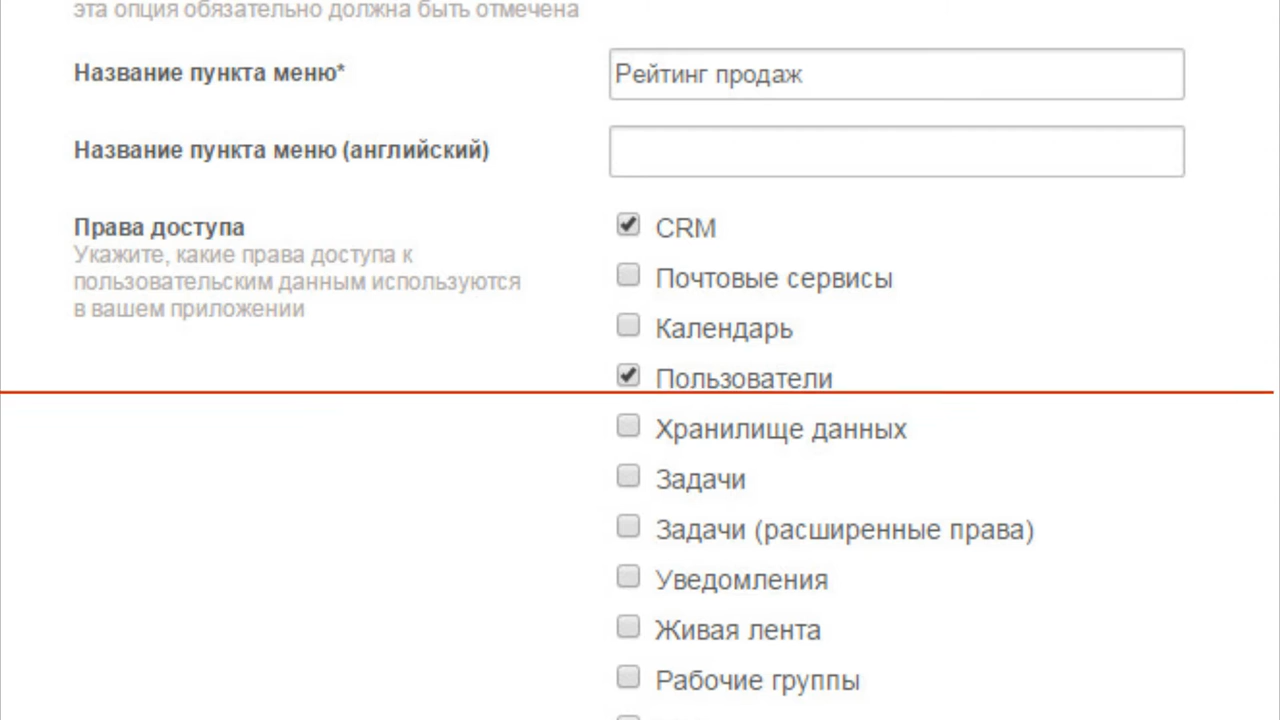 эта опция обязательно должна быть отмечена
Название пункта меню*
Рейтинг продаж
Название пункта меню (английский)
Права доступа
Укажите, какие права доступа к
пользовательским данным используются
в вашем приложении
CRM
Почтовые сервисы
Календарь
Пользователи
Хранилище данных
Задачи
Задачи (расширенные права)
Уведомления
Живая лента
Рабочие группы